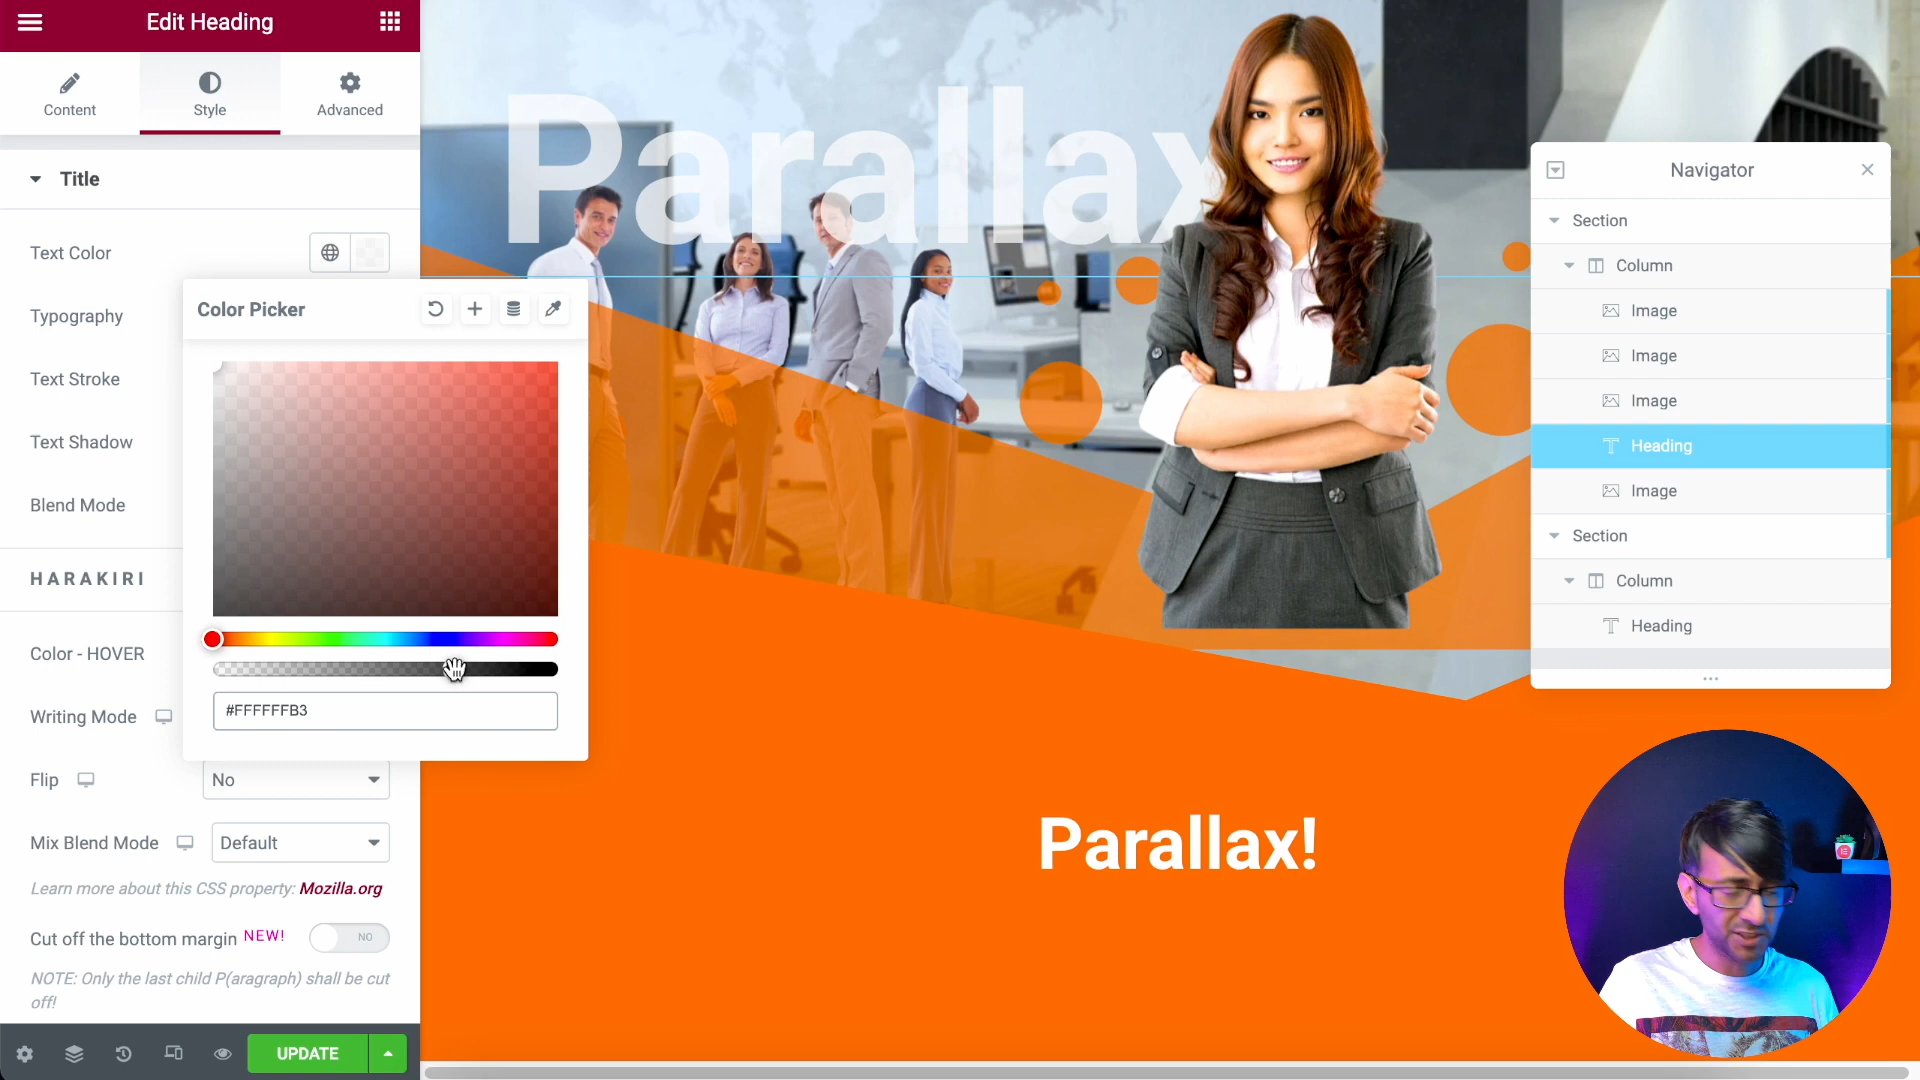 Edit Heading
Content
Style
Advanced
Title
Text Color
Typography
Text Stroke
Text Shadow
Blend Mode
HARAKIRI
Color - HOVER
Writing Mode
Flip
No
Mix Blend Mode
Default
Learn more about this CSS property: Mozilla.org
Cut off the bottom margin NEW!
NO
NOTE: Only the last child P(aragraph) shall be cut
off!
UPDATE
Color Picker
#FFFFFFB3
Parallax
Parallax!
Navigator
Section
Column
Image
Image
Image
Heading
Image
Section
Column
Heading